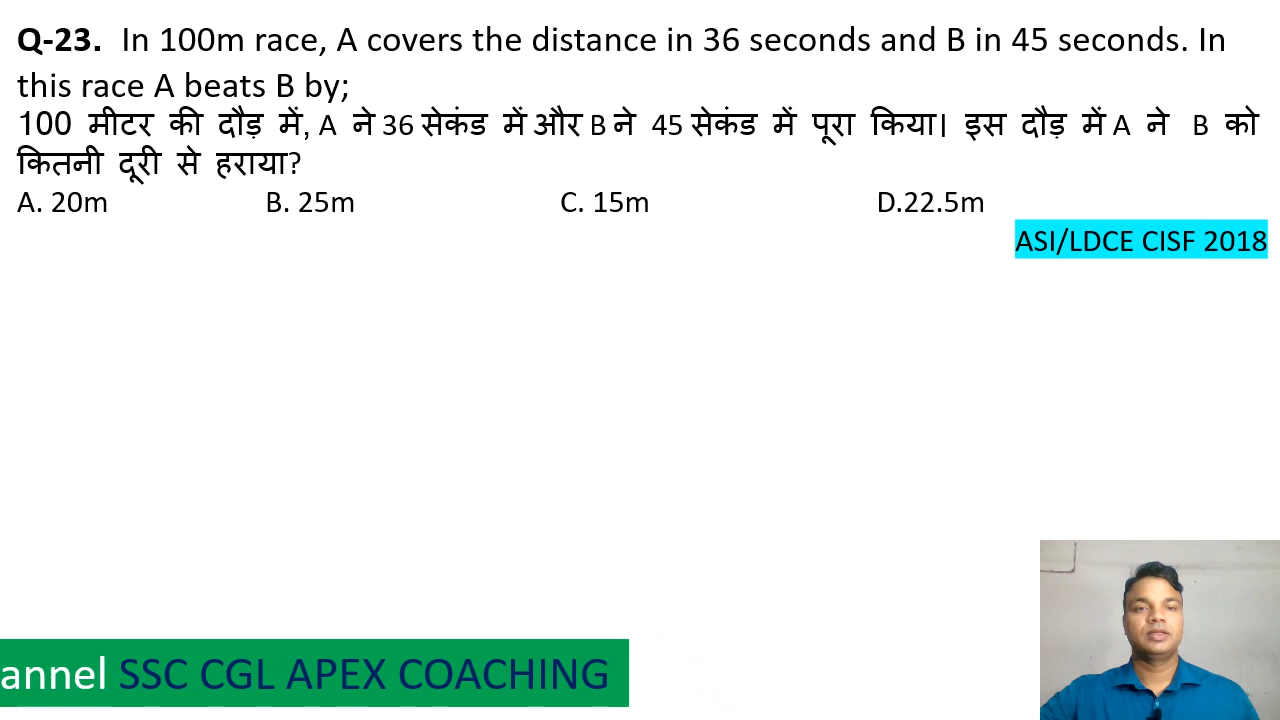 Q-23. In 100m race, A covers the distance in 36 seconds and B in 45 seconds. In
this race A beats B by;
100 मीटर की दौड़ में, A ने 36 सेकंड में और B ने 45 सेकंड में पूरा किया। इस दौड़ में A ने B को
कितनी दूरी से हराया?
A. 20m B. 25m C. 15m D.22.5m
ASI/LDCE CISF 2018
annel SSC CGL APEX COACHING